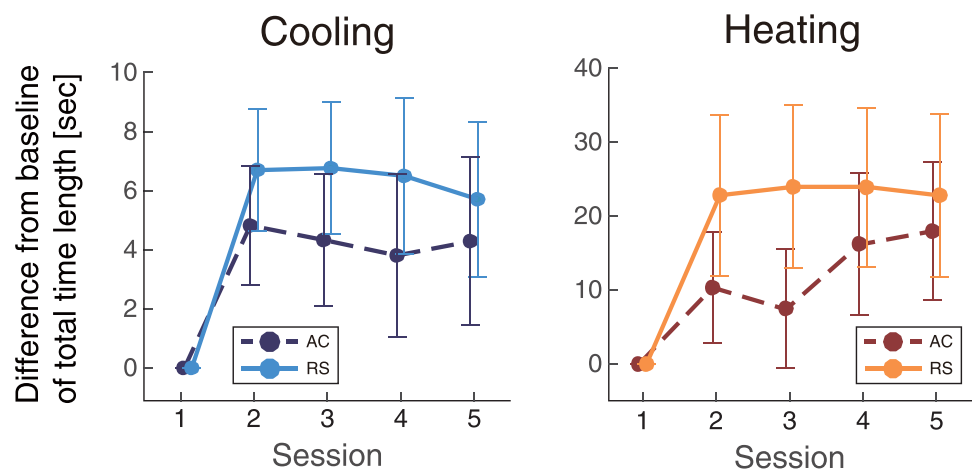 Cooling
Heating
Difference from baseline
of total time length [sec]
10
8
6
4
2
0
40
30
20
10
0
AC
RS
AC
RS
1 2 3 4 5
1 2 3 4 5
Session
Session